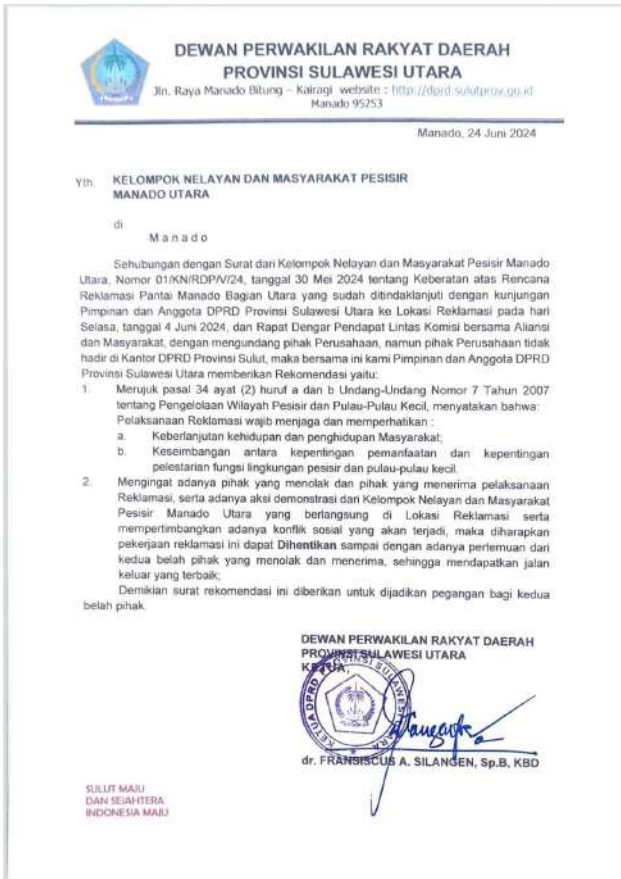 DEWAN PERWAKILAN RAKYAT DAERAH
PROVINSI SULAWESI UTARA
Jln. Raya Manado Bitung – Kairagi website : http://dprd.sulutprov.go.id
Manado 95253
Manado, 24 Juni 2024
Yth. KELOMPOK NELAYAN DAN MASYARAKAT PESISIR
MANADO UTARA
di
Manado
Sehubungan dengan Surat dari Kelompok Nelayan dan Masyarakat Pesisir Manado
Utara, Nomor 01/KN/RDP/V/24, tanggal 30 Mei 2024 tentang Keberatan atas Rencana
Reklamasi Pantai Manado Bagian Utara yang sudah ditindaklanjuti dengan kunjungan
Pimpinan dan Anggota DPRD Provinsi Sulawesi Utara ke Lokasi Reklamasi pada hari
Selasa, tanggal 4 Juni 2024, dan Rapat Dengar Pendapat Lintas Komisi bersama Aliansi
dan Masyarakat, dengan mengundang pihak Perusahaan, namun pihak Perusahaan tidak
hadir di Kantor DPRD Provinsi Sulut, maka bersama ini kami Pimpinan dan Anggota DPRD
Provinsi Sulawesi Utara memberikan Rekomendasi yaitu:
1. Merujuk pasal 34 ayat (2) huruf a dan b Undang-Undang Nomor 7 Tahun 2007
tentang Pengelolaan Wilayah Pesisir dan Pulau-Pulau Kecil, menyatakan bahwa:
Pelaksanaan Reklamasi wajib menjaga dan memperhatikan :
a. Keberlanjutan kehidupan dan penghidupan Masyarakat;
b. Keseimbangan antara kepentingan pemanfaatan dan kepentingan
pelestarian fungsi lingkungan pesisir dan pulau-pulau kecil.
2. Mengingat adanya pihak yang menolak dan pihak yang menerima pelaksanaan
Reklamasi, serta adanya aksi demonstrasi dari Kelompok Nelayan dan Masyarakat
Pesisir Manado Utara yang berlangsung di Lokasi Reklamasi serta
mempertimbangkan adanya konflik sosial yang akan terjadi, maka diharapkan
pekerjaan reklamasi ini dapat Dihentikan sampai dengan adanya pertemuan dari
kedua belah pihak yang menolak dan menerima, sehingga mendapatkan jalan
keluar yang terbaik;
Demikian surat rekomendasi ini diberikan untuk dijadikan pegangan bagi kedua
belah pihak.
DEWAN PERWAKILAN RAKYAT DAERAH
PROVINSI SULAWESI UTARA
KETUA,
KETUA DPRD PROVINSI SULAWESI UTARA
dr. FRANSISCUS A. SILANGEN, Sp.B, KBD
SULUT MAJU
DAN SEJAHTERA
INDONESIA MAJU